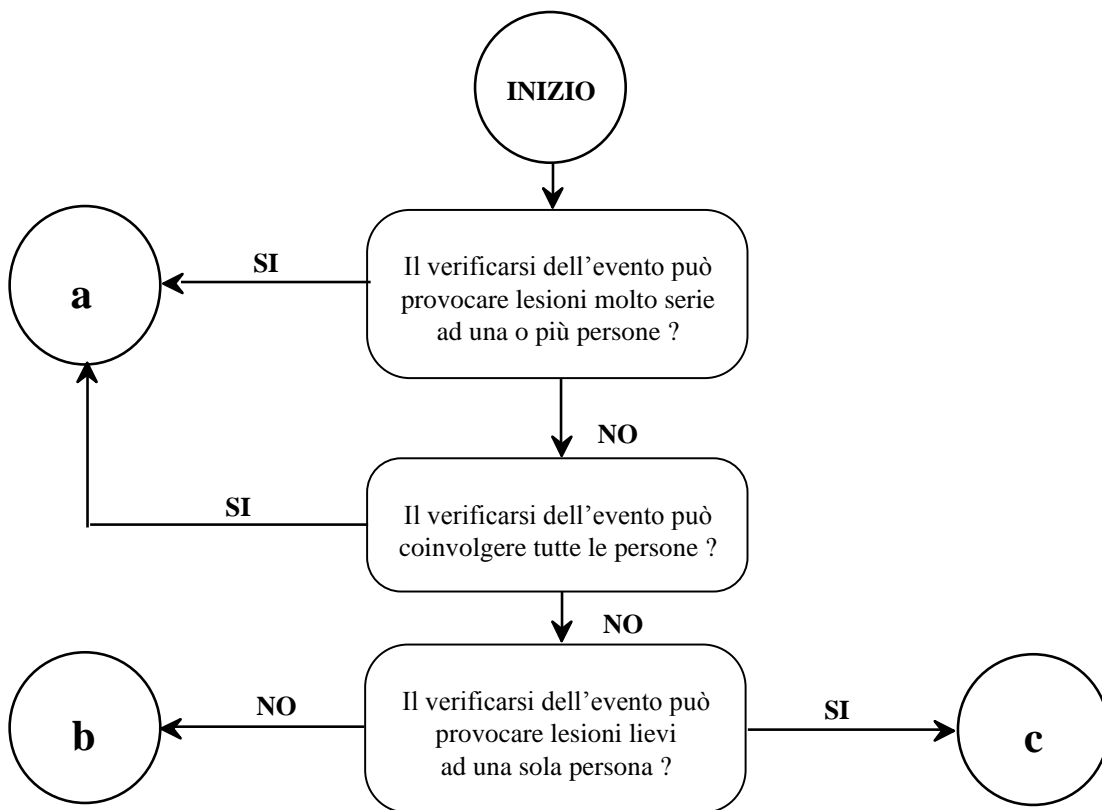 INIZIO
SI
Il verificarsi dell’evento può
provocare lesioni molto serie
ad una o più persone ?
a
NO
SI
Il verificarsi dell’evento può
coinvolgere tutte le persone ?
NO
NO
Il verificarsi dell’evento può
provocare lesioni lievi
ad una sola persona ?
SI
b
c